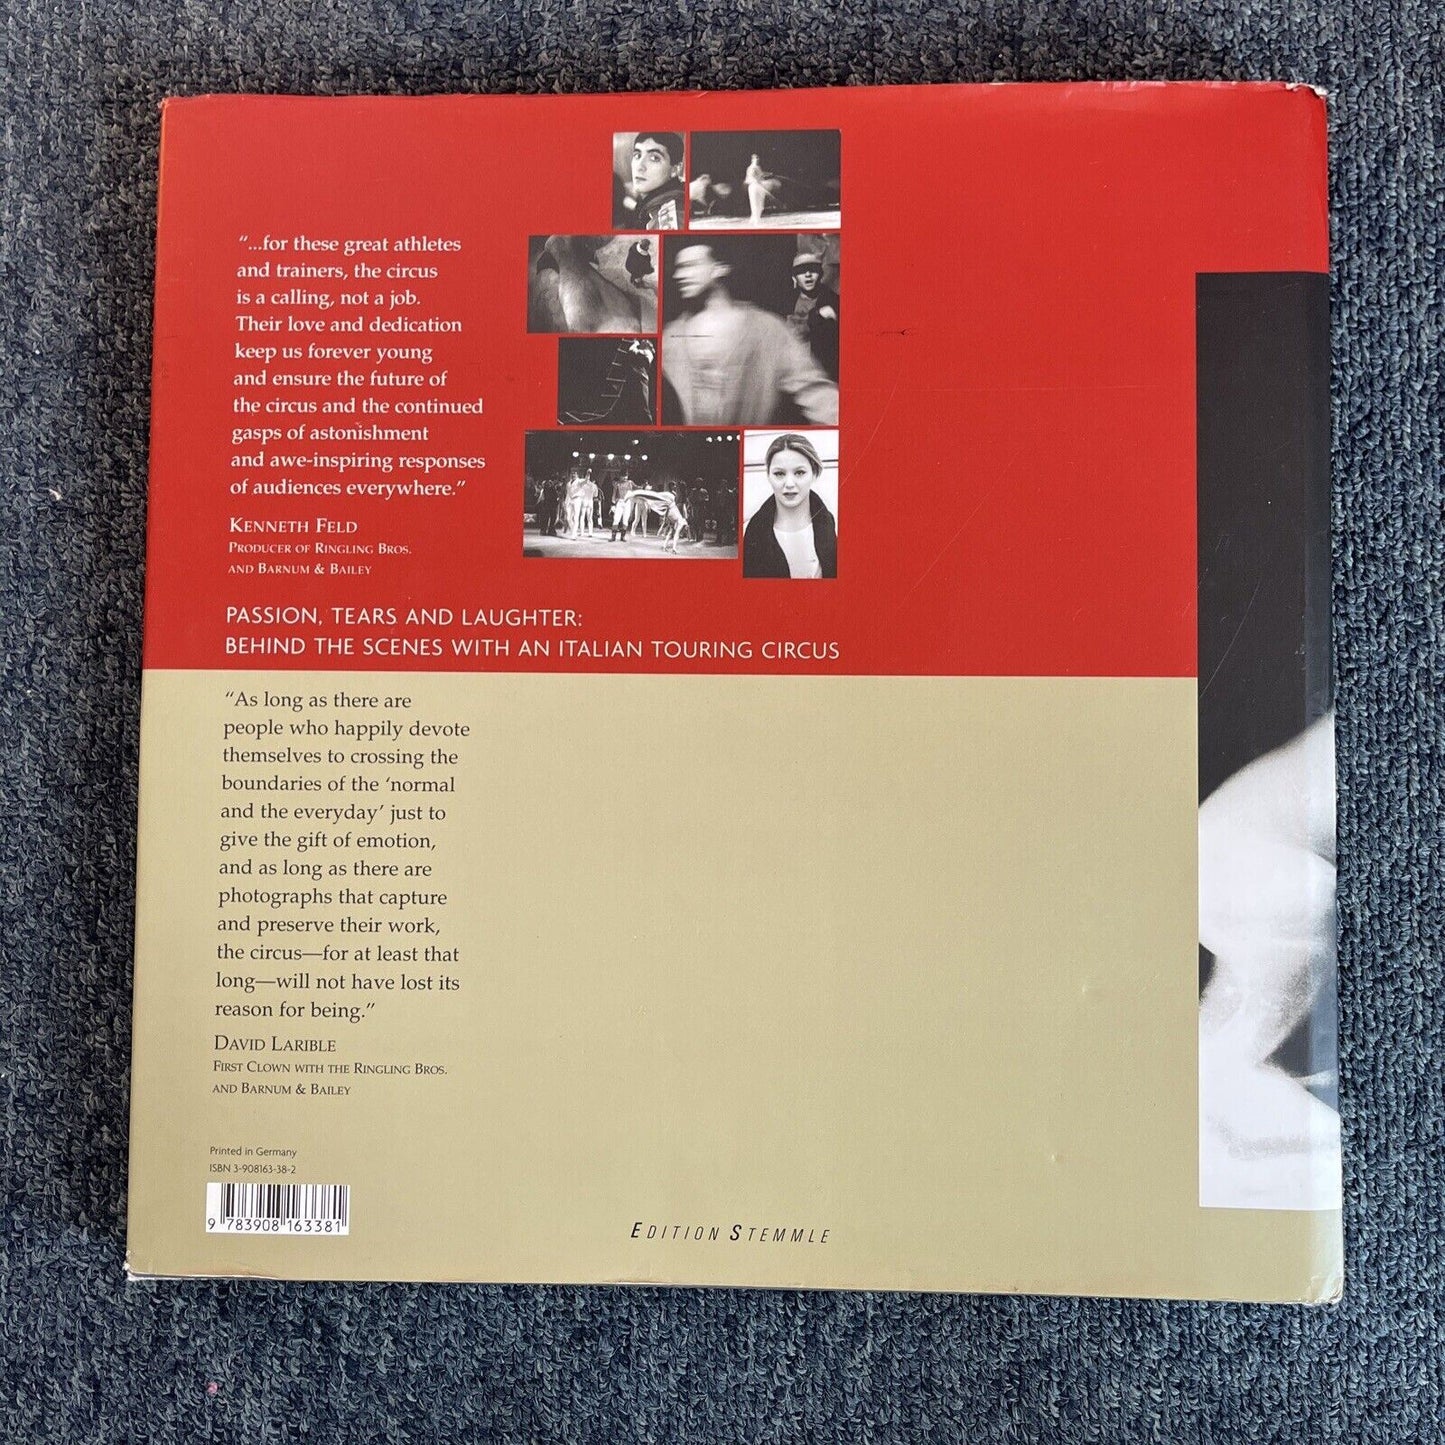 “...for these great athletes
and trainers, the circus
is a calling, not a job.
Their love and dedication
keep us forever young
and ensure the future of
the circus and the continued
gasps of astonishment
and awe-inspiring responses
of audiences everywhere.”
Kenneth Feld
Producer of Ringling Bros.
and Barnum & Bailey
PASSION, TEARS AND LAUGHTER:
BEHIND THE SCENES WITH AN ITALIAN TOURING CIRCUS
“As long as there are
people who happily devote
themselves to crossing the
boundaries of the ‘normal
and the everyday’ just to
give the gift of emotion,
and as long as there are
photographs that capture
and preserve their work,
the circus—for at least that
long—will not have lost its
reason for being.”
David Larible
First Clown with the Ringling Bros.
and Barnum & Bailey
Printed in Germany
ISBN 3-908163-38-2
9 783908 163381
Edition Stemmle